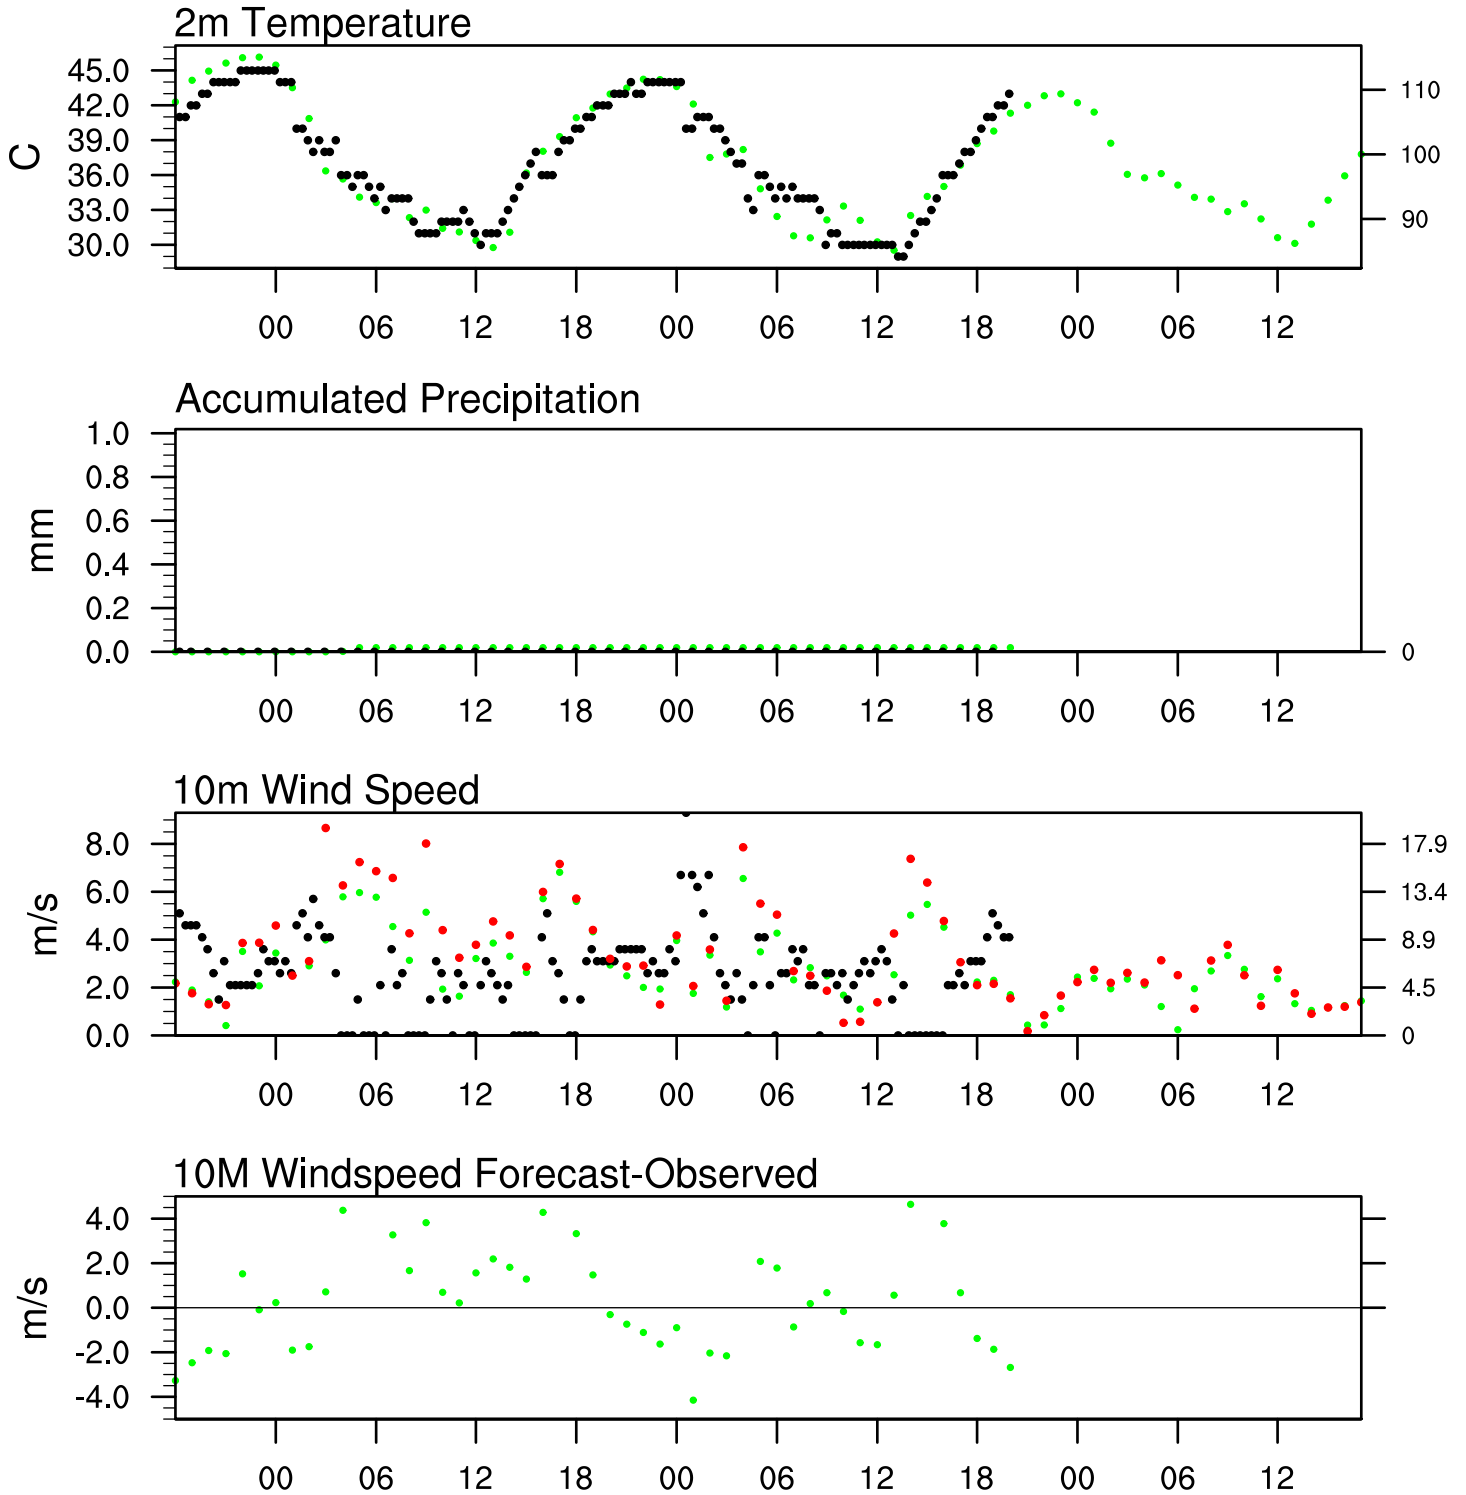 2m Temperature
45.0
42.0
39.0
36.0
33.0
30.0
C
110
100
90
00 06 12 18 00 06 12 18 00 06 12
Accumulated Precipitation
1.0
0.8
0.6
0.4
0.2
0.0
mm
0
00 06 12 18 00 06 12 18 00 06 12
10m Wind Speed
8.0
6.0
4.0
2.0
0.0
m/s
17.9
13.4
8.9
4.5
0
00 06 12 18 00 06 12 18 00 06 12
10M Windspeed Forecast-Observed
4.0
2.0
0.0
-2.0
-4.0
m/s
00 06 12 18 00 06 12 18 00 06 12